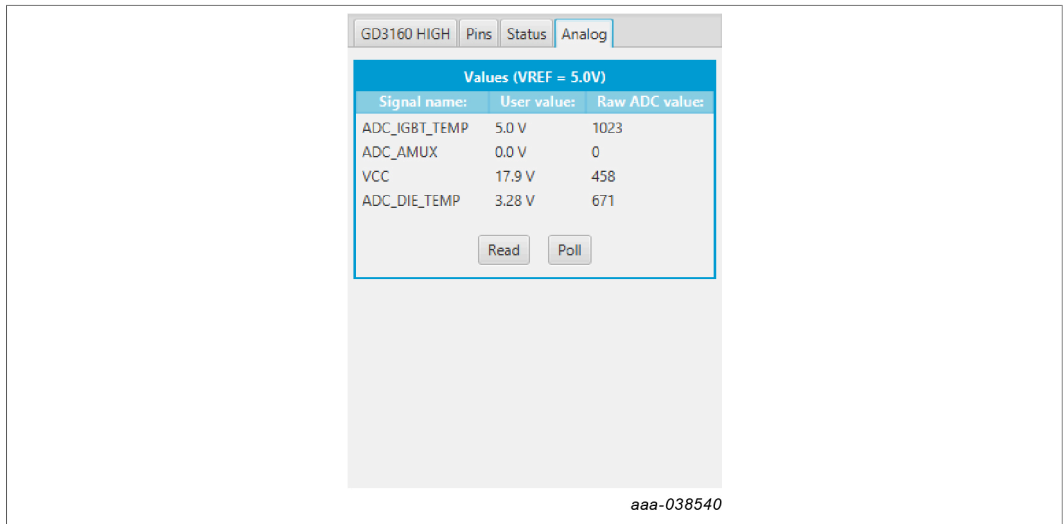 GD3160 HIGH Pins Status Analog
Values (VREF = 5.0V)
Signal name: User value: Raw ADC value:
ADC_IGBT_TEMP 5.0 V 1023
ADC_AMUX 0.0 V 0
VCC 17.9 V 458
ADC_DIE_TEMP 3.28 V 671
Read Poll
aaa-038540